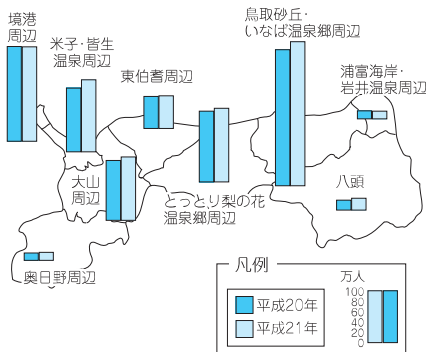 境港
周辺
米子・皆生
温泉周辺
東伯耆周辺
鳥取砂丘・
いなば温泉郷周辺
浦富海岸・
岩井温泉周辺
大山
周辺
とっとり梨の花
温泉郷周辺
八頭
奥日野周辺
凡例
平成20年
平成21年
万人
100
80
60
40
20
0